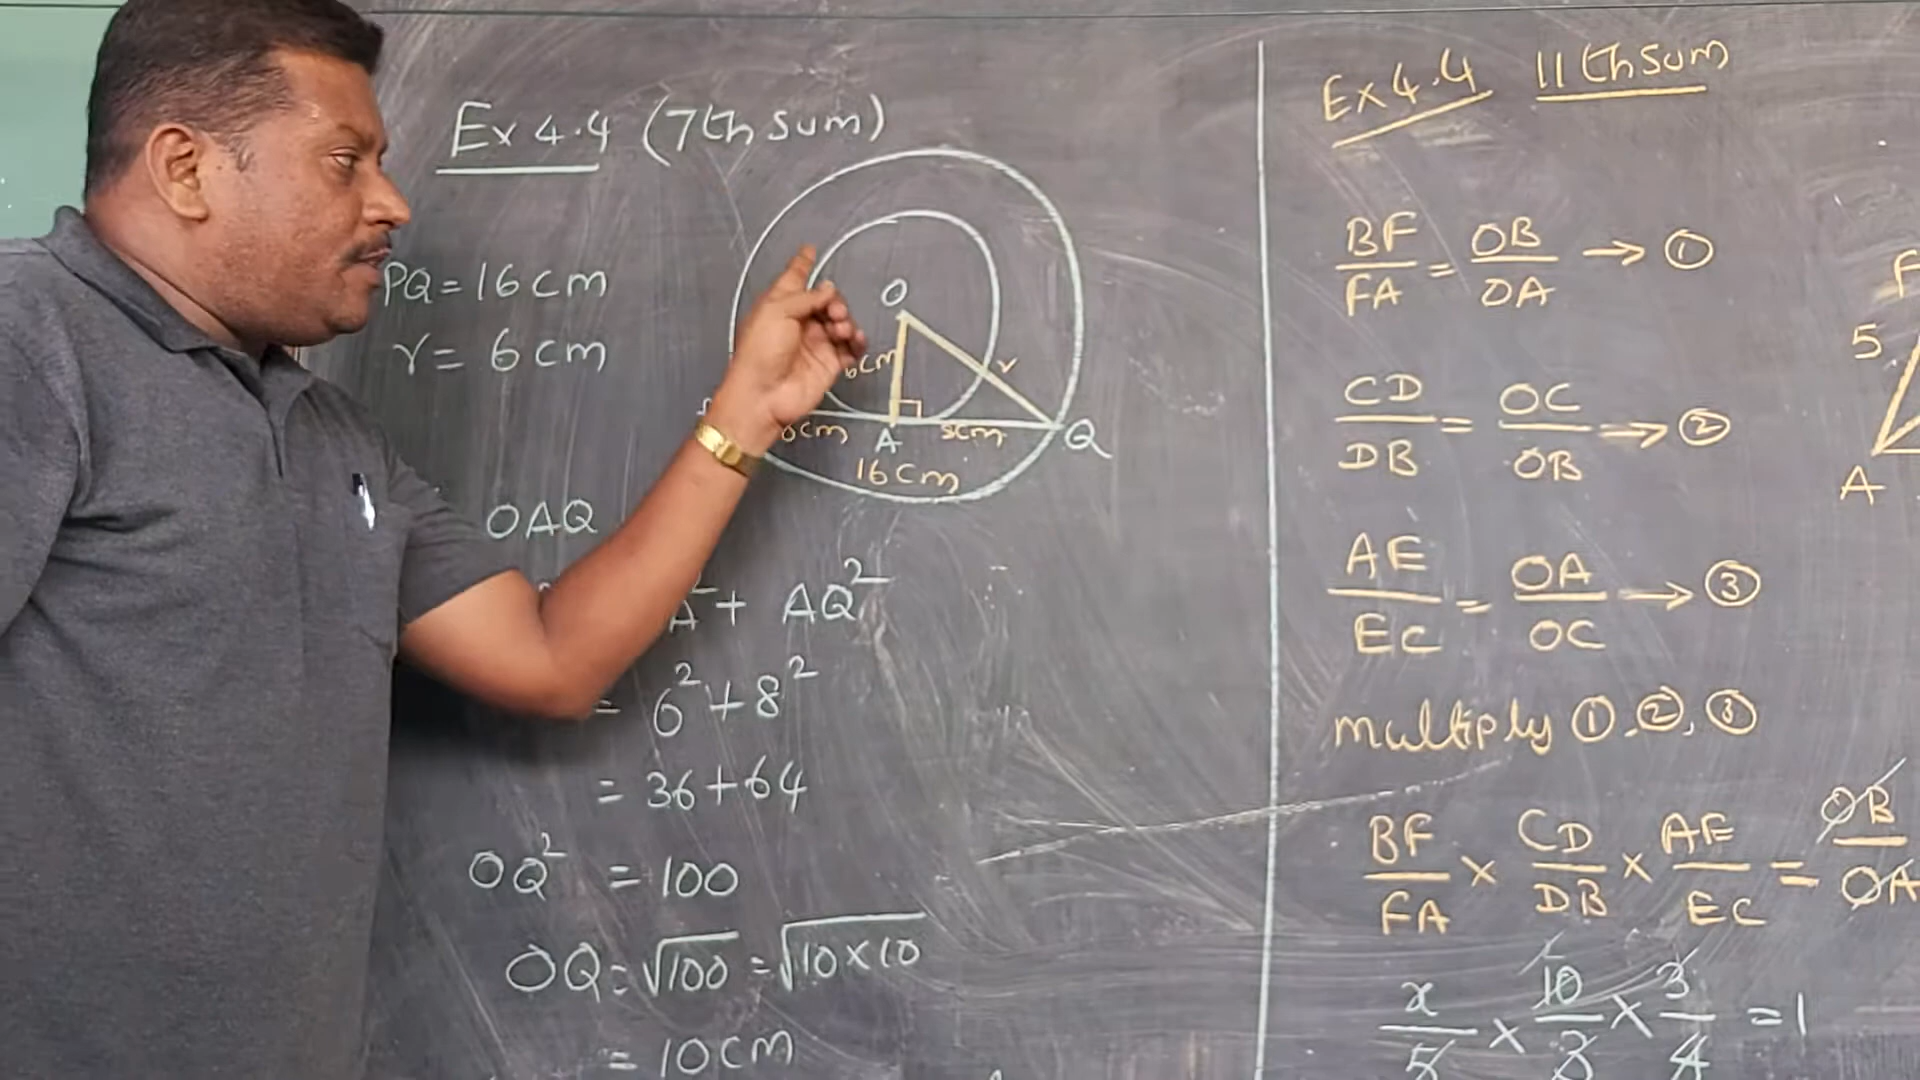 Ex 4.4 (7th sum)
PQ = 16 cm
r = 6 cm
O
6cm
r
8cm A 8cm Q
16 cm
OAQ
+ AQ²
= 6² + 8²
= 36 + 64
OQ² = 100
OQ = √100 = √10×10
= 10 cm
Ex 4.4 11th sum
BF/FA = OB/OA → ①
CD/DB = OC/OB → ②
AE/EC = OA/OC → ③
multiply ①, ②, ③
BF/FA × CD/DB × AE/EC = OB/OA
x/5 × 10/3 × 3/4 = 1
F
5
A